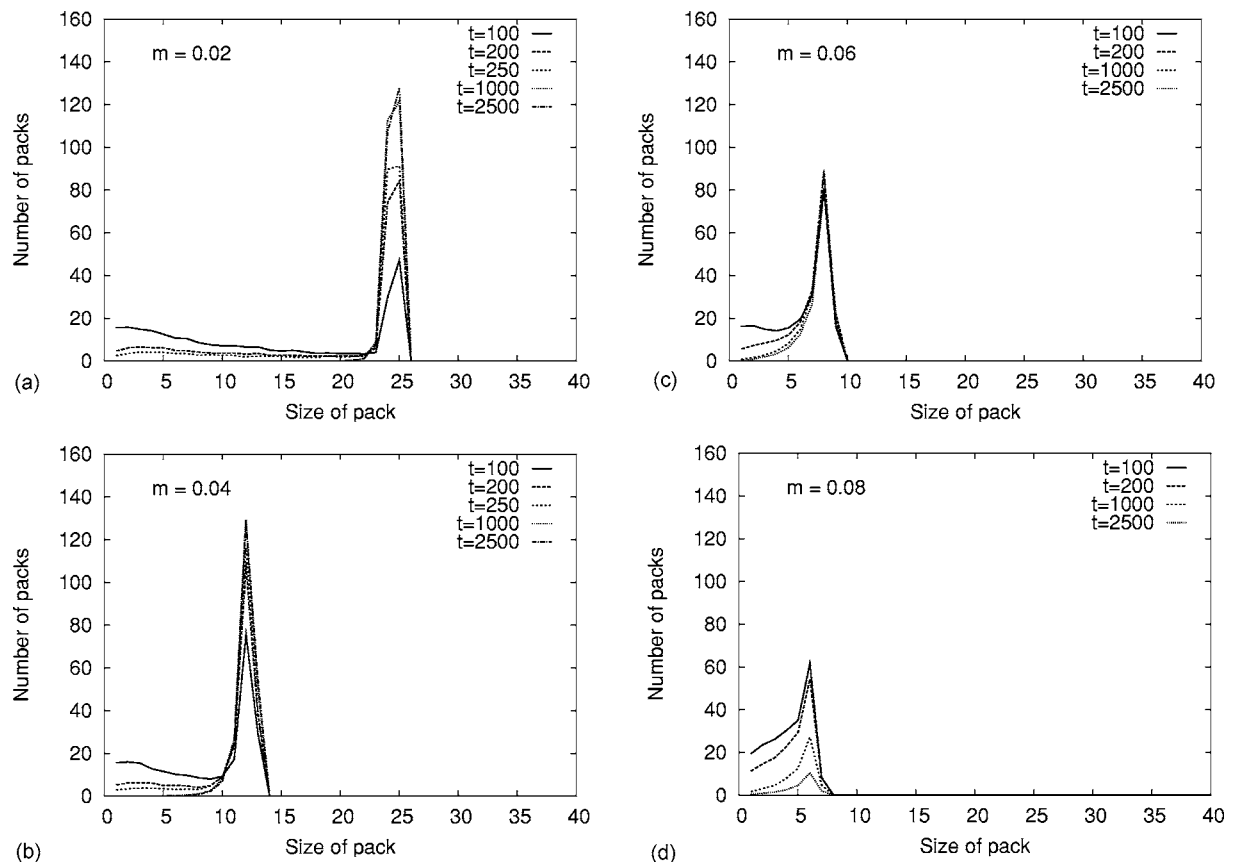 160
140
120
100
80
60
40
20
0
Number of packs
m = 0.02
t=100
t=200
t=250
t=1000
t=2500
0 5 10 15 20 25 30 35 40
Size of pack
(a)
160
140
120
100
80
60
40
20
0
Number of packs
m = 0.06
t=100
t=200
t=1000
t=2500
0 5 10 15 20 25 30 35 40
Size of pack
(c)
160
140
120
100
80
60
40
20
0
Number of packs
m = 0.04
t=100
t=200
t=250
t=1000
t=2500
0 5 10 15 20 25 30 35 40
Size of pack
(b)
160
140
120
100
80
60
40
20
0
Number of packs
m = 0.08
t=100
t=200
t=1000
t=2500
0 5 10 15 20 25 30 35 40
Size of pack
(d)